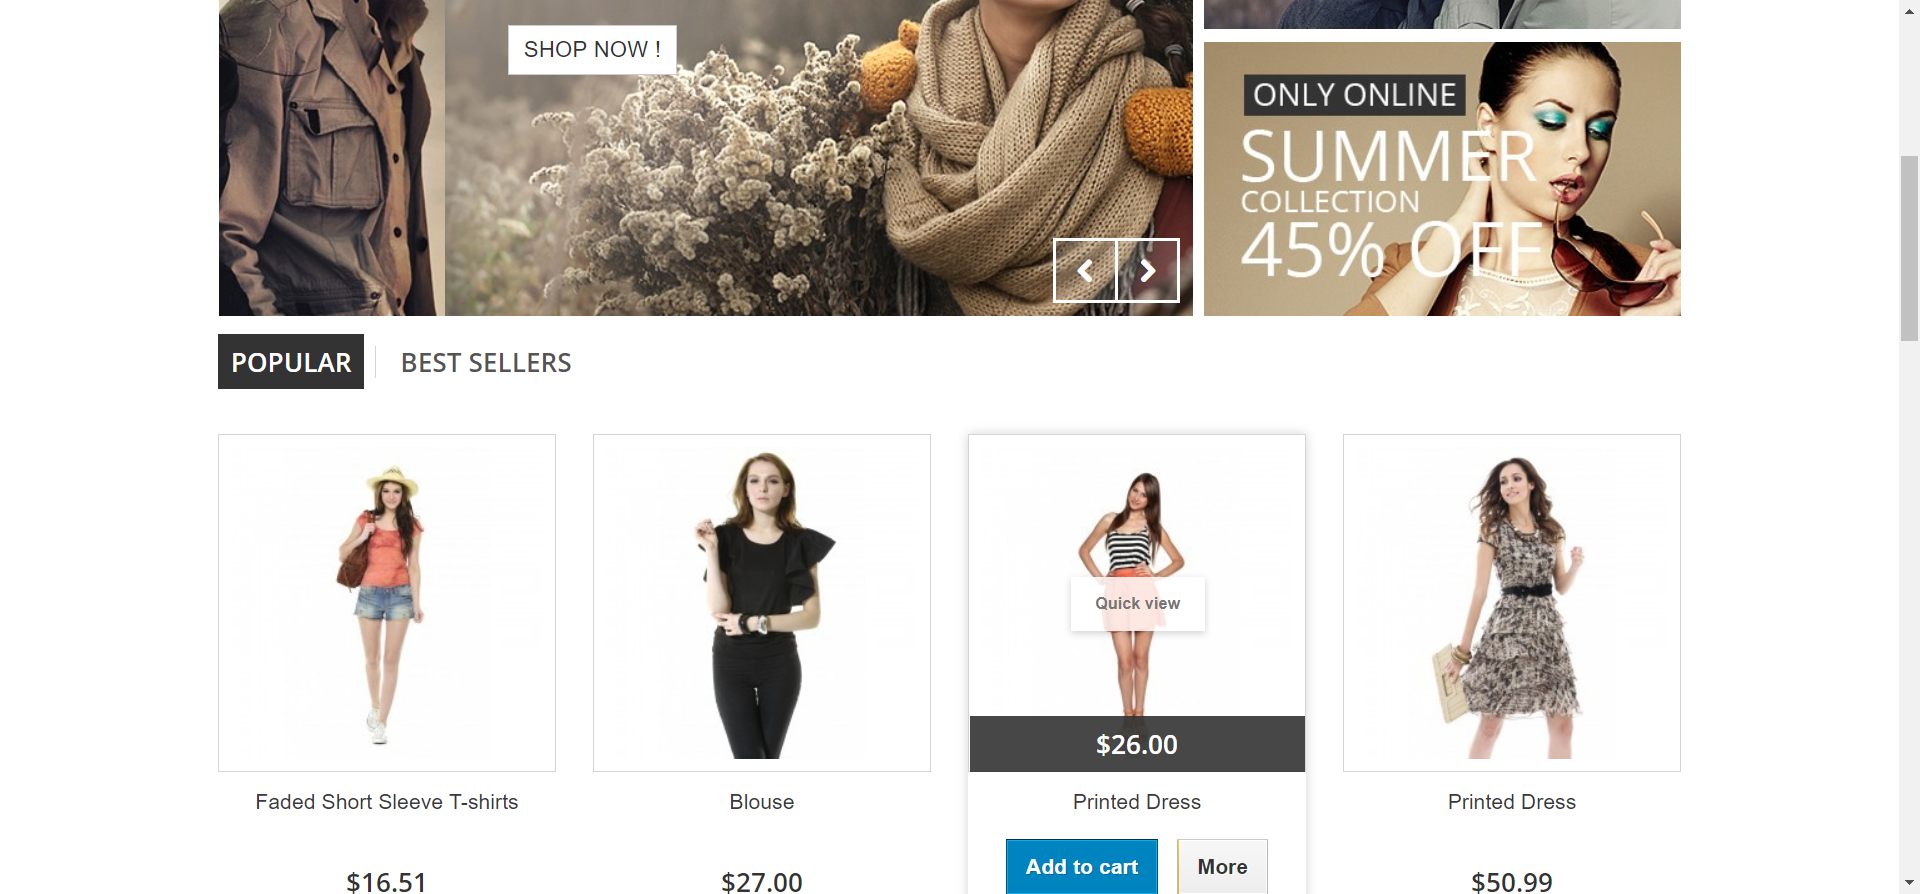 SHOP NOW !
ONLY ONLINE
SUMMER
COLLECTION
45% OFF
POPULAR
BEST SELLERS
Quick view
$26.00
Faded Short Sleeve T-shirts
Blouse
Printed Dress
Printed Dress
Add to cart
More
$16.51
$27.00
$50.99